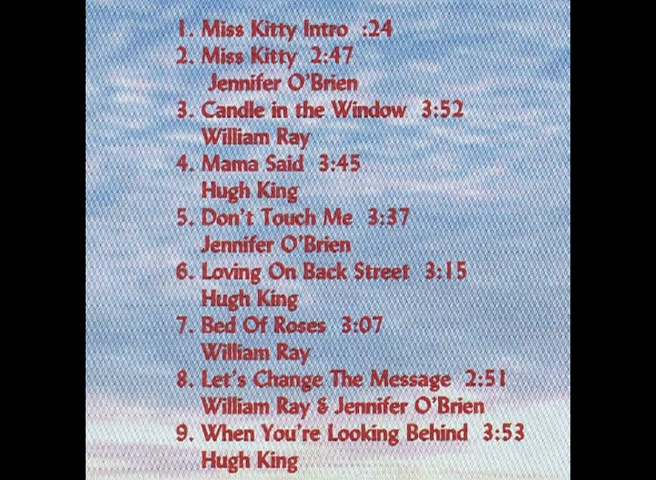 1. Miss Kitty Intro :24
2. Miss Kitty 2:47
Jennifer O'Brien
3. Candle in the Window 3:52
William Ray
4. Mama Said 3:45
Hugh King
5. Don't Touch Me 3:37
Jennifer O'Brien
6. Loving On Back Street 3:15
Hugh King
7. Bed Of Roses 3:07
William Ray
8. Let's Change The Message 2:51
William Ray & Jennifer O'Brien
9. When You're Looking Behind 3:53
Hugh King